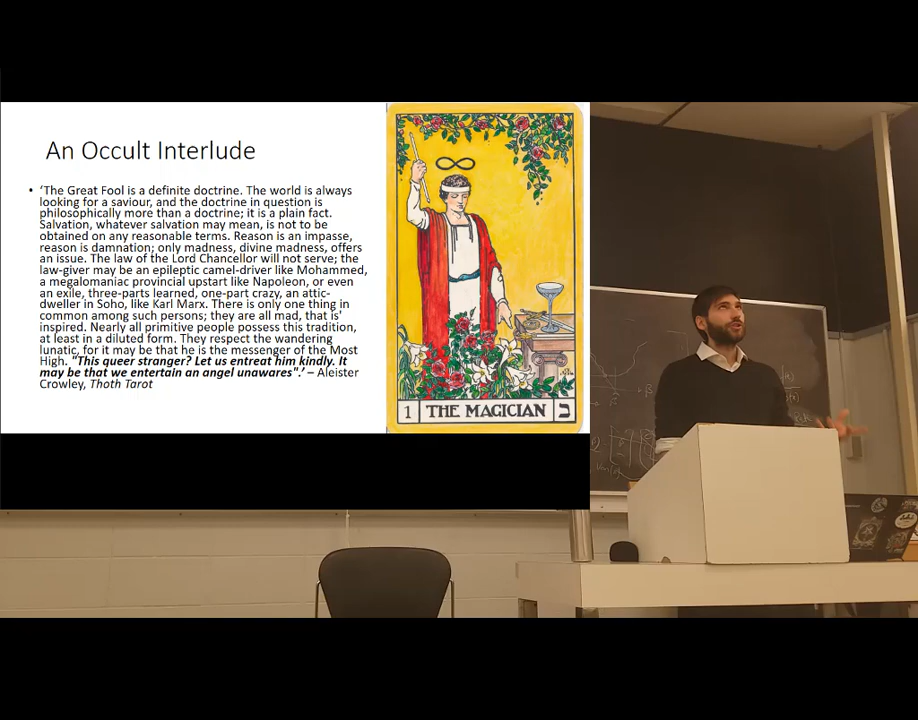 An Occult Interlude
• ‘The Great Fool is a definite doctrine. The world is always
looking for a saviour, and the doctrine in question is
philosophically more than a doctrine; it is a plain fact.
Salvation, whatever salvation may mean, is not to be
obtained on any reasonable terms. Reason is an impasse,
reason is damnation; only madness, divine madness, offers
an issue. The law of the Lord Chancellor will not serve; the
law-giver may be an epileptic camel-driver like Mohammed,
a megalomaniac provincial upstart like Napoleon, or even
an exile, three-parts learned, one-part crazy, an attic-
dweller in Soho, like Karl Marx. There is only one thing in
common among such persons; they are all mad, that is'
inspired. Nearly all primitive people possess this tradition,
at least in a diluted form. They respect the wandering
lunatic, for it may be that he is the messenger of the Most
High. "This queer stranger? Let us entreat him kindly. It
may be that we entertain an angel unawares".’ – Aleister
Crowley, Thoth Tarot
1 THE MAGICIAN ב